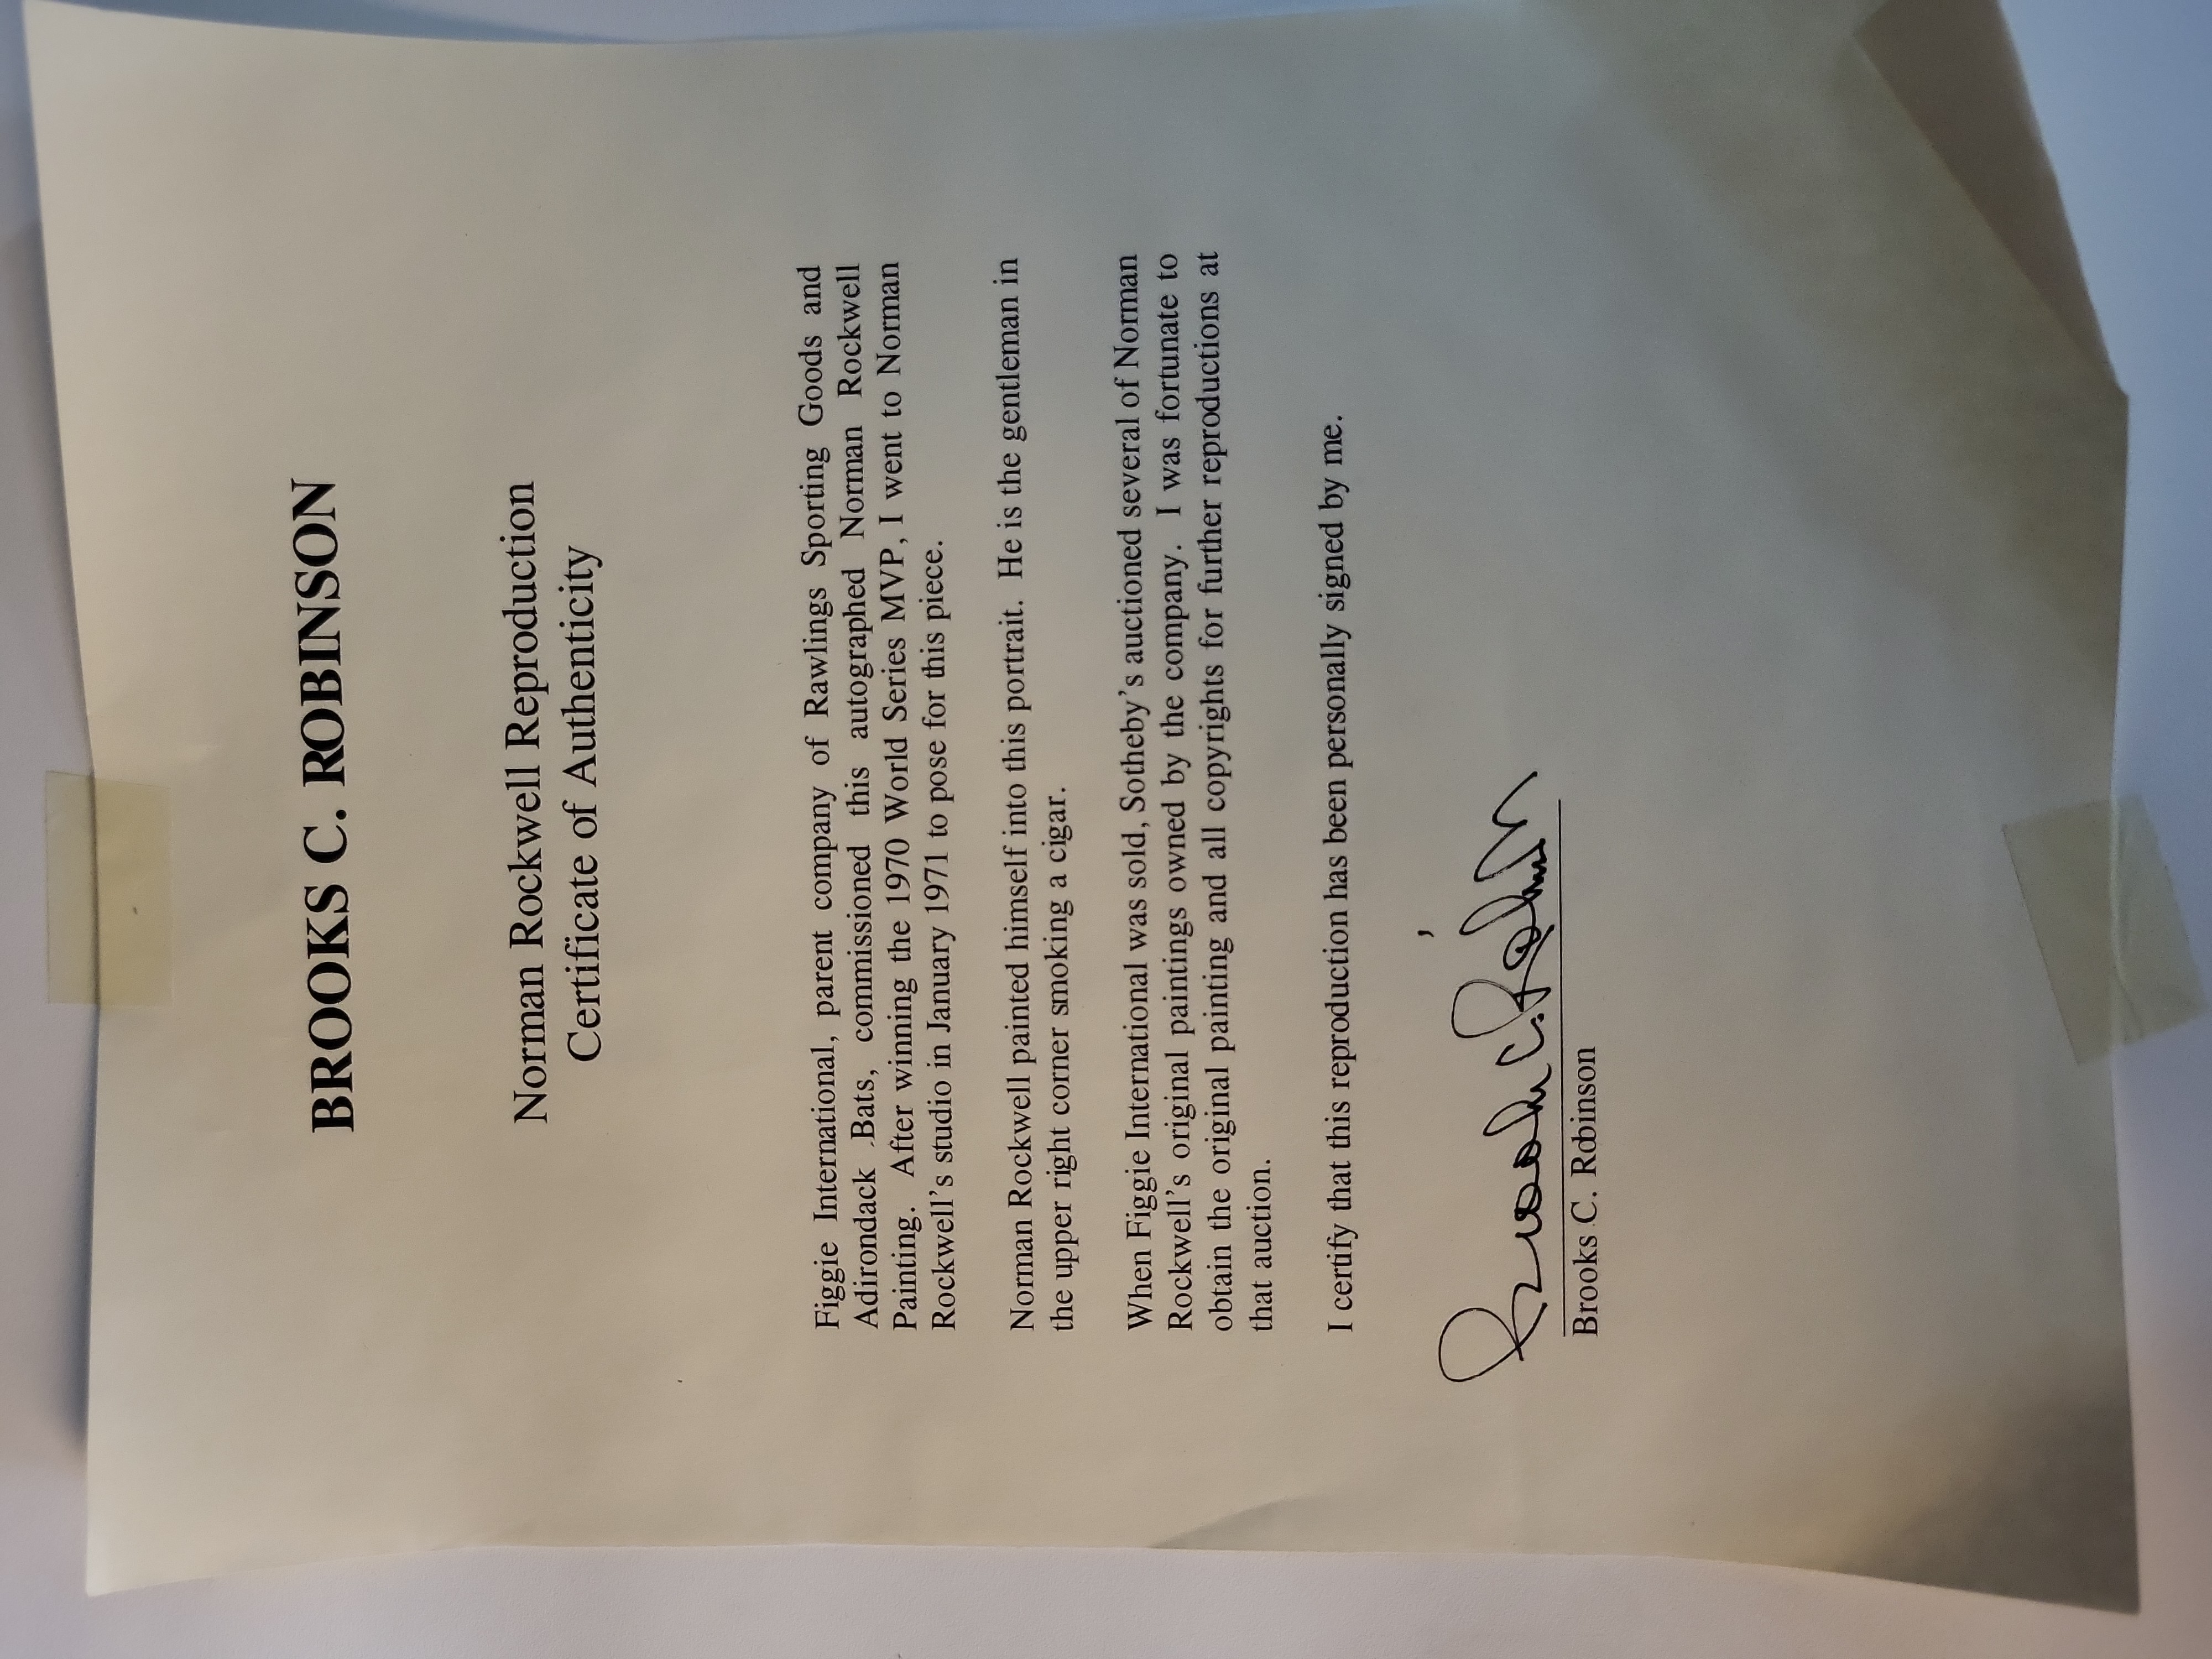 BROOKS C. ROBINSON
Norman Rockwell Reproduction
Certificate of Authenticity
Figgie International, parent company of Rawlings Sporting Goods and
Adirondack Bats, commissioned this autographed Norman Rockwell
Painting. After winning the 1970 World Series MVP, I went to Norman
Rockwell's studio in January 1971 to pose for this piece.
Norman Rockwell painted himself into this portrait. He is the gentleman in
the upper right corner smoking a cigar.
When Figgie International was sold, Sotheby's auctioned several of Norman
Rockwell's original paintings owned by the company. I was fortunate to
obtain the original painting and all copyrights for further reproductions at
that auction.
I certify that this reproduction has been personally signed by me.
Brooks C. Robinson
Brooks C. Robinson